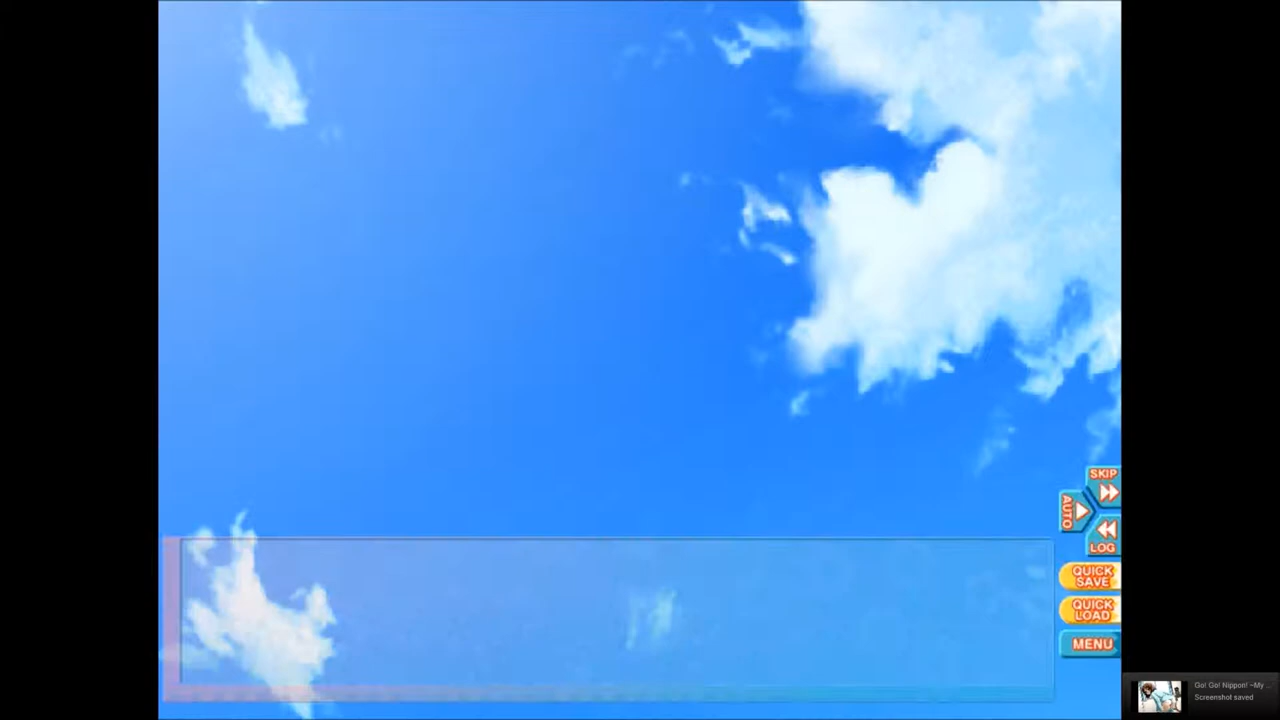 SKIP
AUTO
LOG
QUICK
SAVE
QUICK
LOAD
MENU
Go! Go! Nippon! ~My ...
Screenshot saved